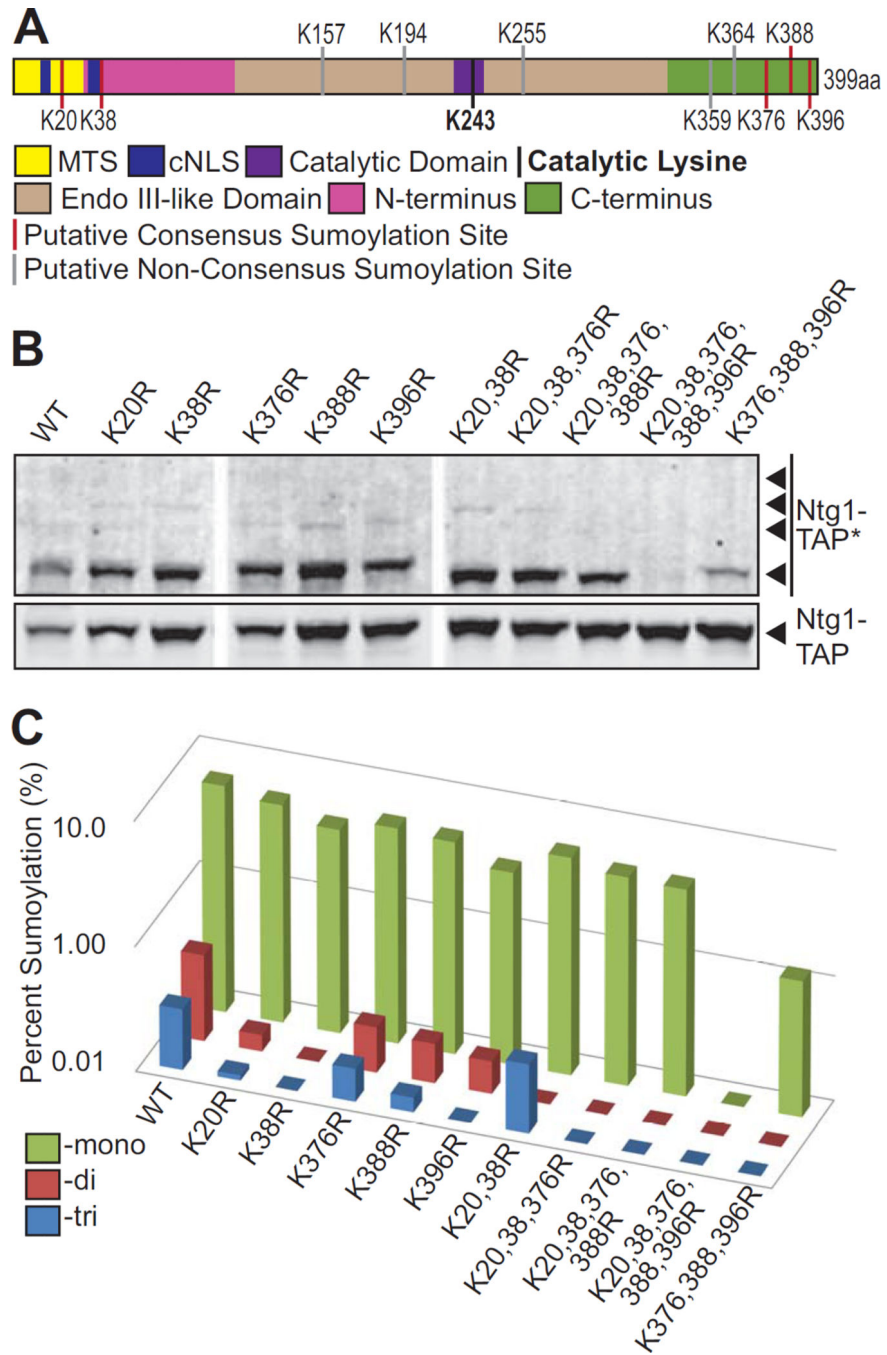 A
K157 K194 K255 K364 K388
399aa
K20 K38 K243 K359 K376 K396
MTS cNLS Catalytic Domain Catalytic Lysine
Endo III-like Domain N-terminus C-terminus
Putative Consensus Sumoylation Site
Putative Non-Consensus Sumoylation Site
B
WT
K20R
K38R
K376R
K388R
K396R
K20,38R
K20,38,376R
K20,38,376,
388R
K20,38,376,
388,396R
K376,388,396R
Ntg1-
TAP*
Ntg1-
TAP
C
Percent Sumoylation (%)
10.0
1.00
0.01
WT
K20R
K38R
K376R
K388R
K396R
K20,38R
K20,38,376R
K20,38,376,
388R
K20,38,376,
388,396R
K376,388,396R
-mono
-di
-tri